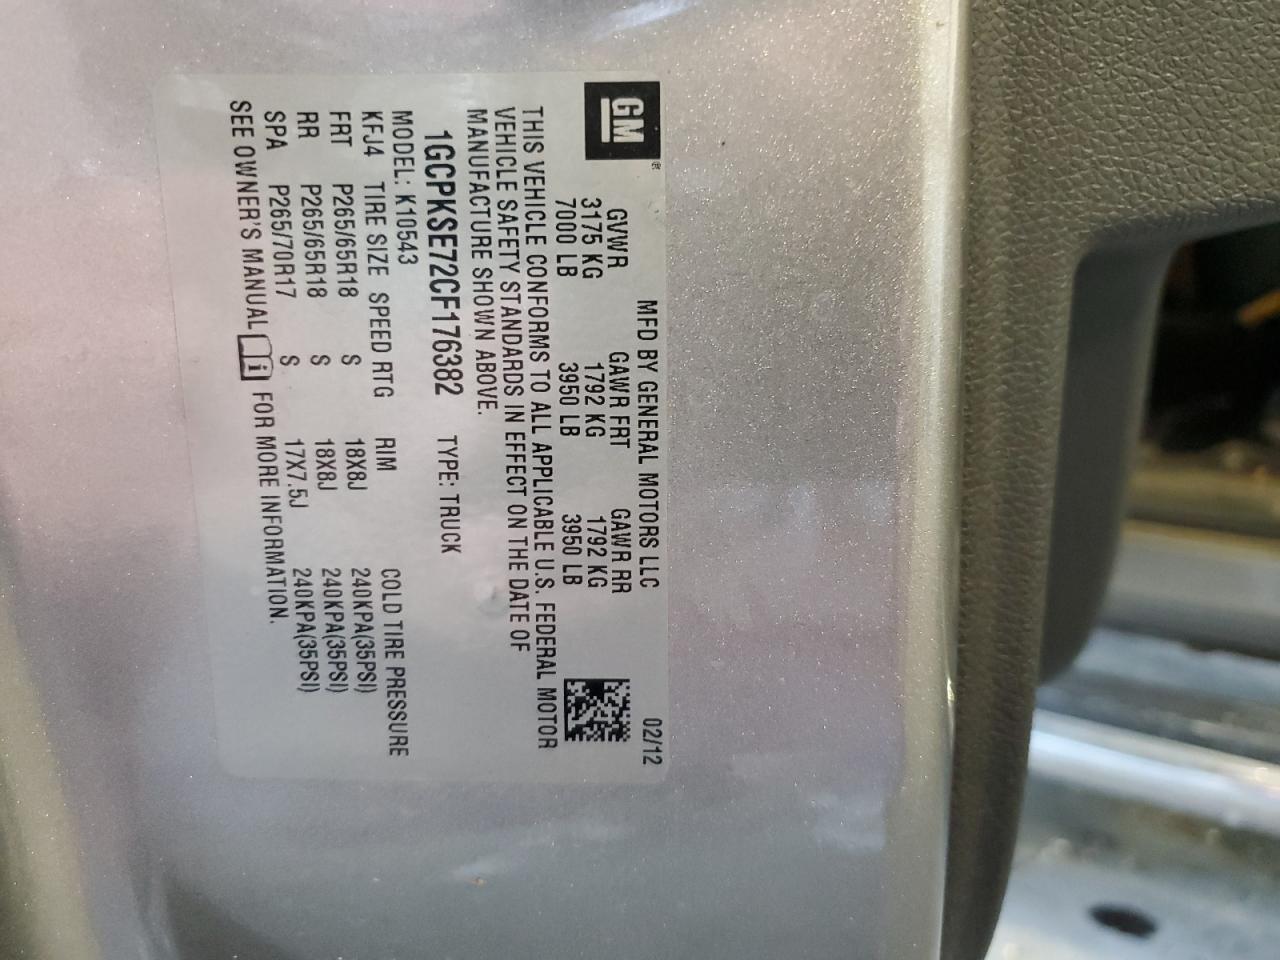 GM
MFD BY GENERAL MOTORS LLC 02/12
GVWR GAWR FRT GAWR RR
3175 KG 1792 KG 1792 KG
7000 LB 3950 LB 3950 LB
THIS VEHICLE CONFORMS TO ALL APPLICABLE U.S. FEDERAL MOTOR
VEHICLE SAFETY STANDARDS IN EFFECT ON THE DATE OF
MANUFACTURE SHOWN ABOVE.
1GCPKSE72CF176382 TYPE: TRUCK
MODEL: K10543
KFJ4 TIRE SIZE SPEED RTG RIM COLD TIRE PRESSURE
FRT P265/65R18 S 18X8J 240KPA(35PSI)
RR P265/65R18 S 18X8J 240KPA(35PSI)
SPA P265/70R17 S 17X7.5J 240KPA(35PSI)
SEE OWNER'S MANUAL i FOR MORE INFORMATION.